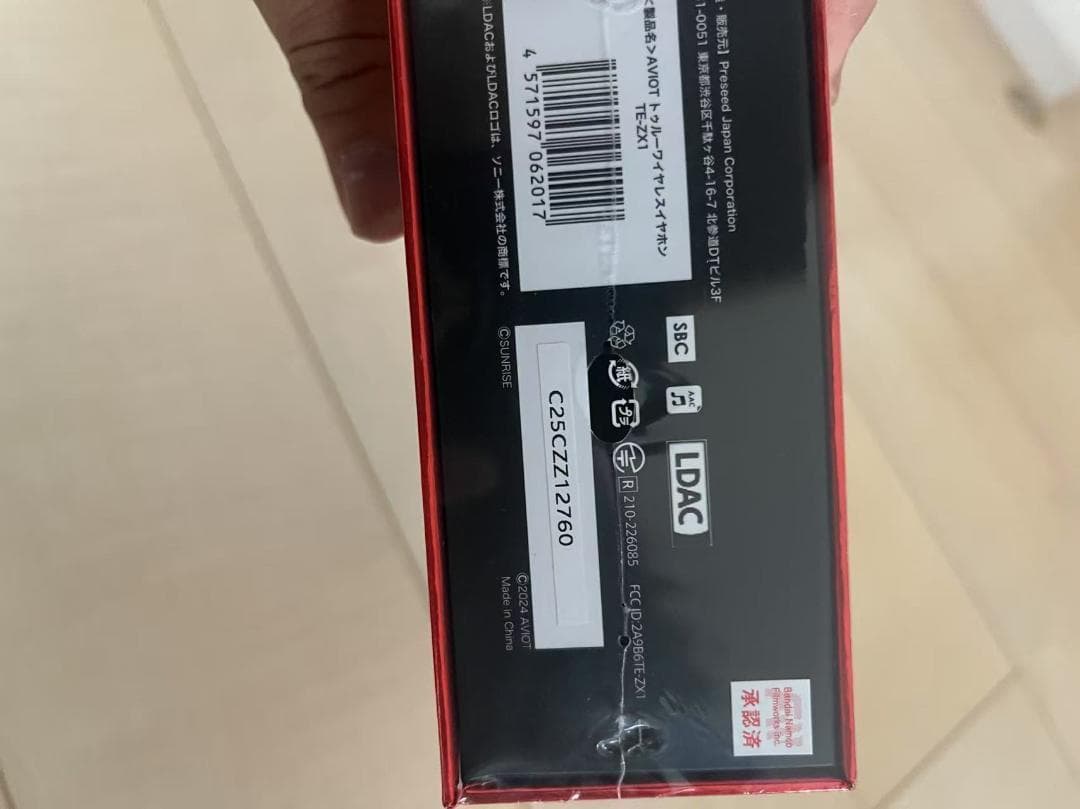 ・販売元】Preseed Japan Corporation
1-0051 東京都渋谷区千駄ヶ谷4-16-7 北参道DTビル3F
製品名>AVIOT トゥルーワイヤレスイヤホン
TE-ZX1
4 571597 062017
LDACおよびLDACロゴは、ソニー株式会社の商標です。
SBC
AAC
LDAC
紙
プラ
R 210-226085 FCC ID:2A9B6TE-ZX1
C25CZZ12760
©SUNRISE
©2024 AVIOT
Made in China
Bandai Namco
Filmworks Inc.
承認済